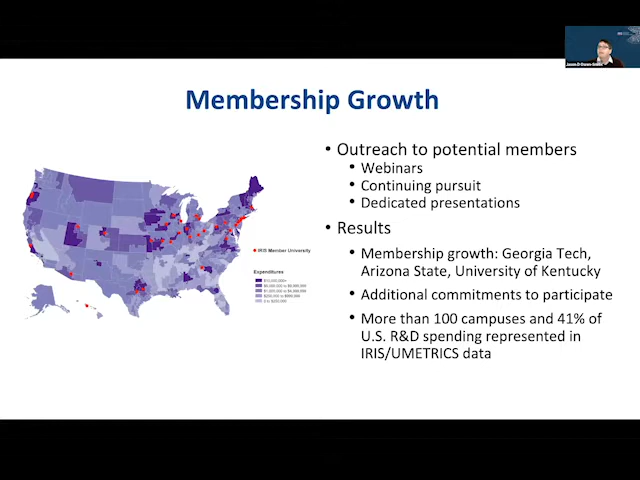 Membership Growth
• Outreach to potential members
• Webinars
• Continuing pursuit
• Dedicated presentations
• Results
• Membership growth: Georgia Tech,
Arizona State, University of Kentucky
• Additional commitments to participate
• More than 100 campuses and 41% of
U.S. R&D spending represented in
IRIS/UMETRICS data
IRIS Member University
Expenditures